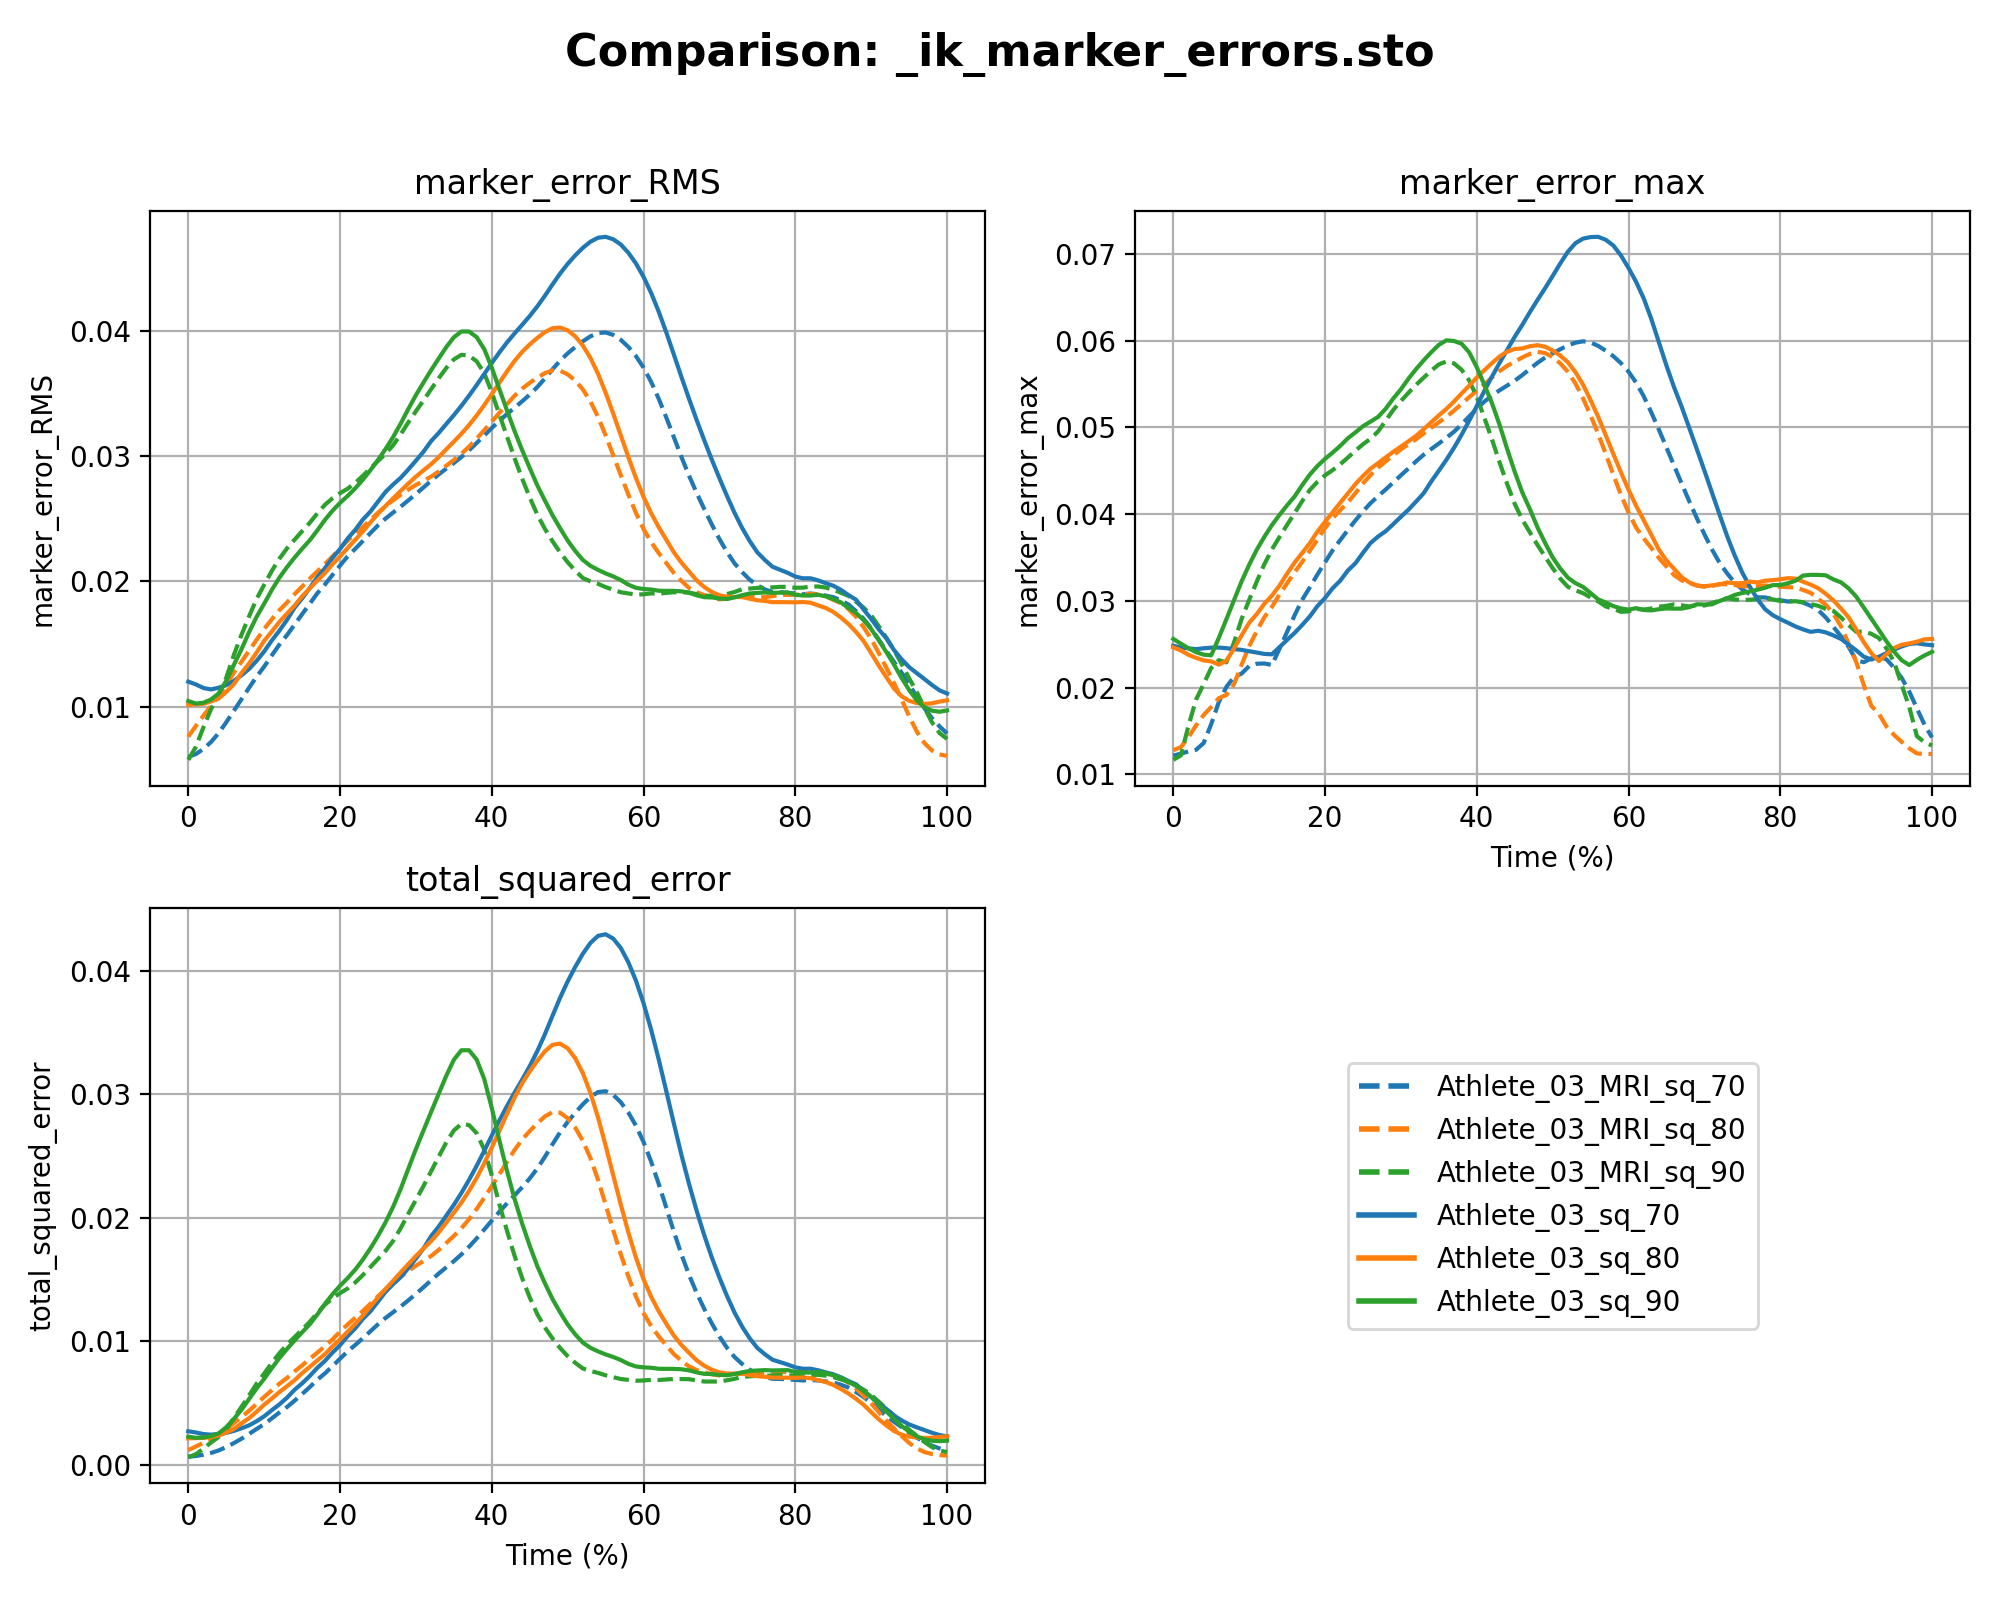 Comparison: _ik_marker_errors.sto
marker_error_RMS
marker_error_RMS
0.04
0.03
0.02
0.01
0 20 40 60 80 100
marker_error_max
marker_error_max
0.07
0.06
0.05
0.04
0.03
0.02
0.01
0 20 40 60 80 100
Time (%)
total_squared_error
total_squared_error
0.04
0.03
0.02
0.01
0.00
0 20 40 60 80 100
Time (%)
Athlete_03_MRI_sq_70
Athlete_03_MRI_sq_80
Athlete_03_MRI_sq_90
Athlete_03_sq_70
Athlete_03_sq_80
Athlete_03_sq_90